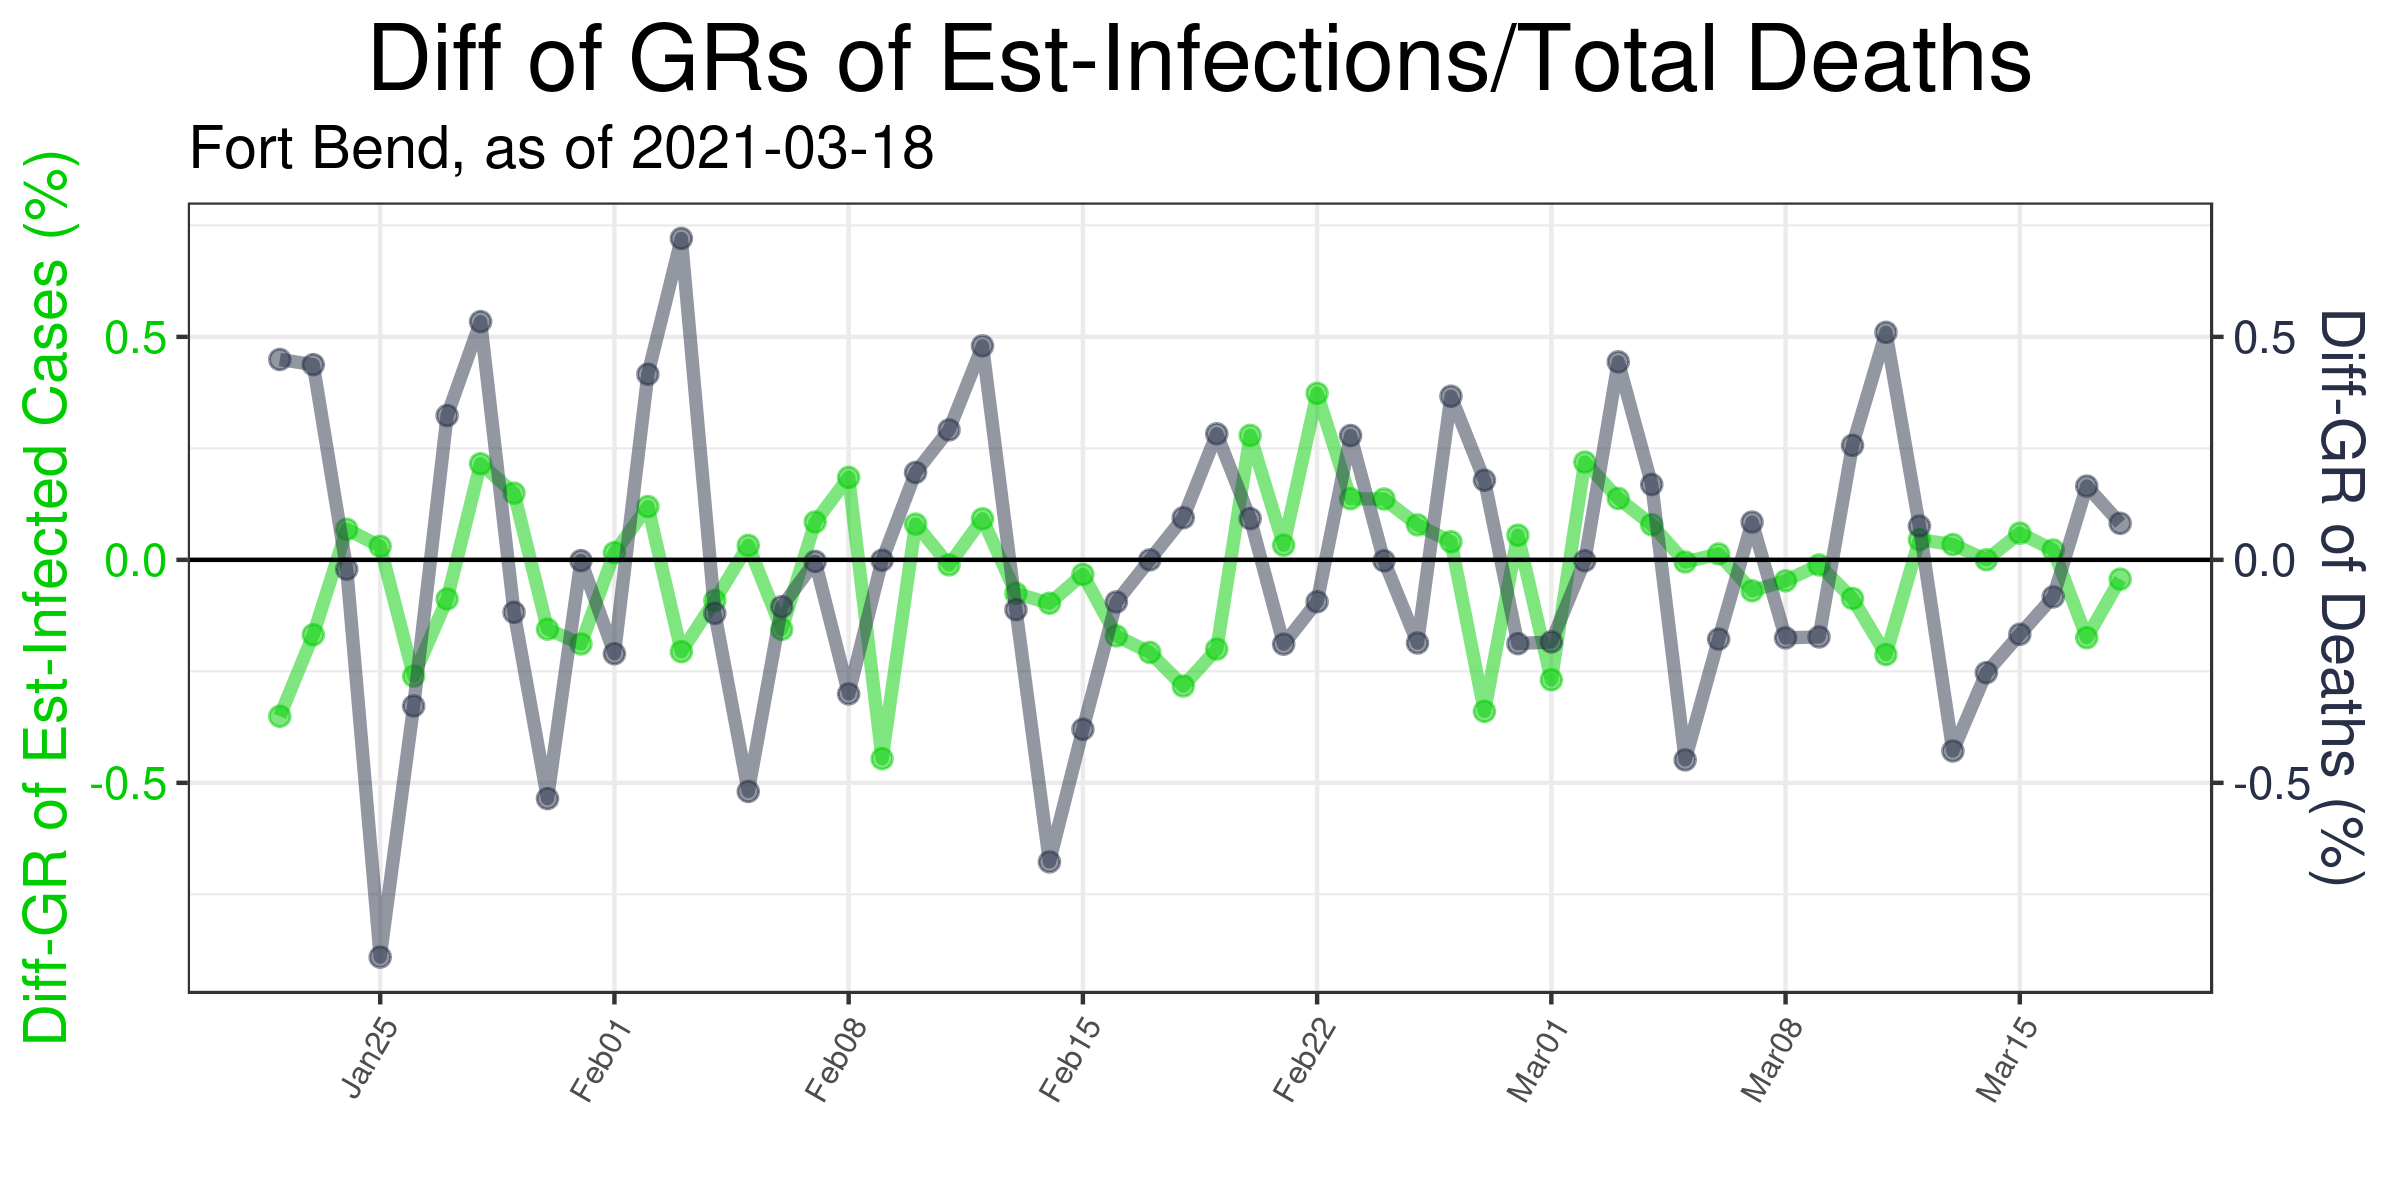 Diff of GRs of Est-Infections/Total Deaths
Fort Bend, as of 2021-03-18
Diff-GR of Est-Infected Cases (%)
0.5
0.0
-0.5
0.5
0.0
-0.5
Diff-GR of Deaths (%)
Jan25
Feb01
Feb08
Feb15
Feb22
Mar01
Mar08
Mar15